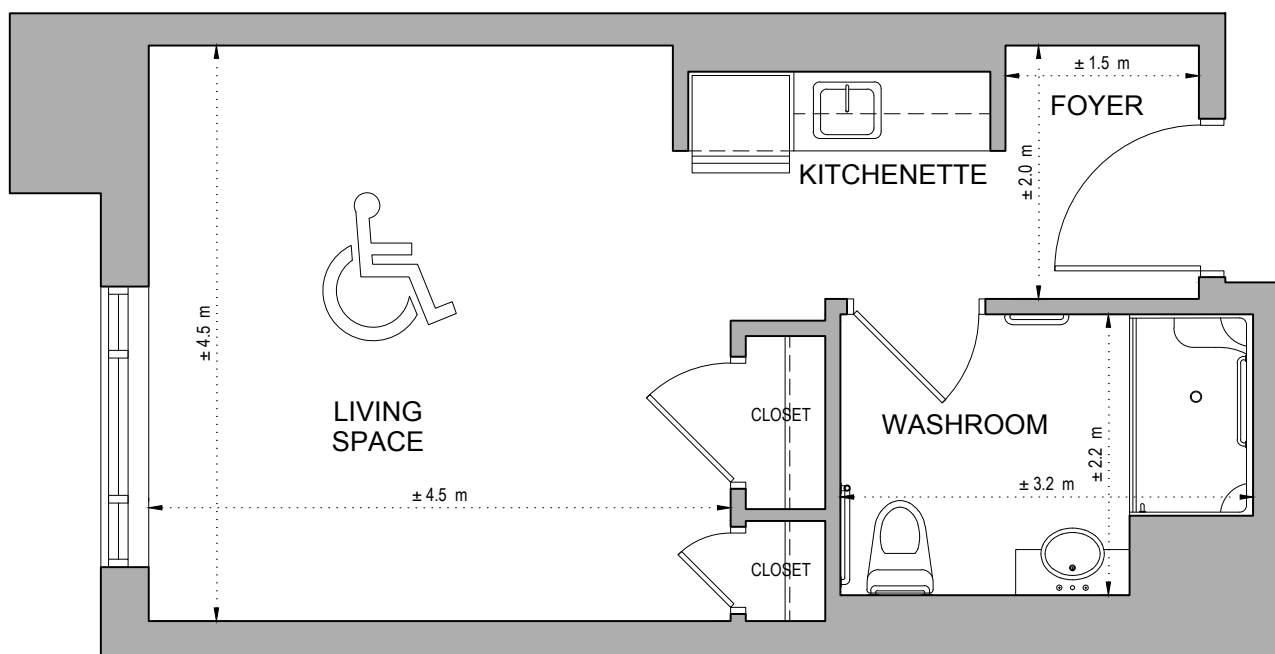 ± 1.5 m
FOYER
KITCHENETTE
± 2.0 m
± 4.5 m
LIVING
SPACE
CLOSET
WASHROOM
± 2.2 m
± 4.5 m
± 3.2 m
CLOSET